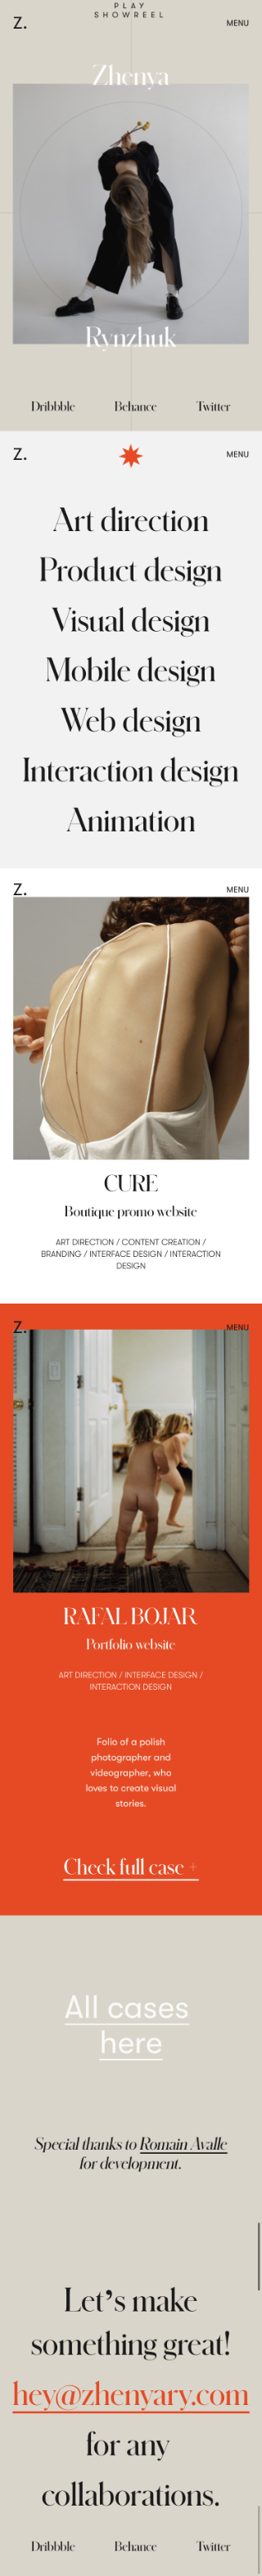 PLAY
SHOWREEL
Z.
MENU
Zhenya
Rynzhuk
Dribbble Behance Twitter
Z.
MENU
Art direction
Product design
Visual design
Mobile design
Web design
Interaction design
Animation
Z.
MENU
CURE
Boutique promo website
ART DIRECTION / CONTENT CREATION /
BRANDING / INTERFACE DESIGN / INTERACTION
DESIGN
Z.
MENU
RAFAL BOJAR
Portfolio website
ART DIRECTION / INTERFACE DESIGN /
INTERACTION DESIGN
Folio of a polish
photographer and
videographer, who
loves to create visual
stories.
Check full case +
All cases
here
Special thanks to Romain Avalle
for development.
Let’s make
something great!
hey@zhenyary.com
for any
collaborations.
Dribbble Behance Twitter